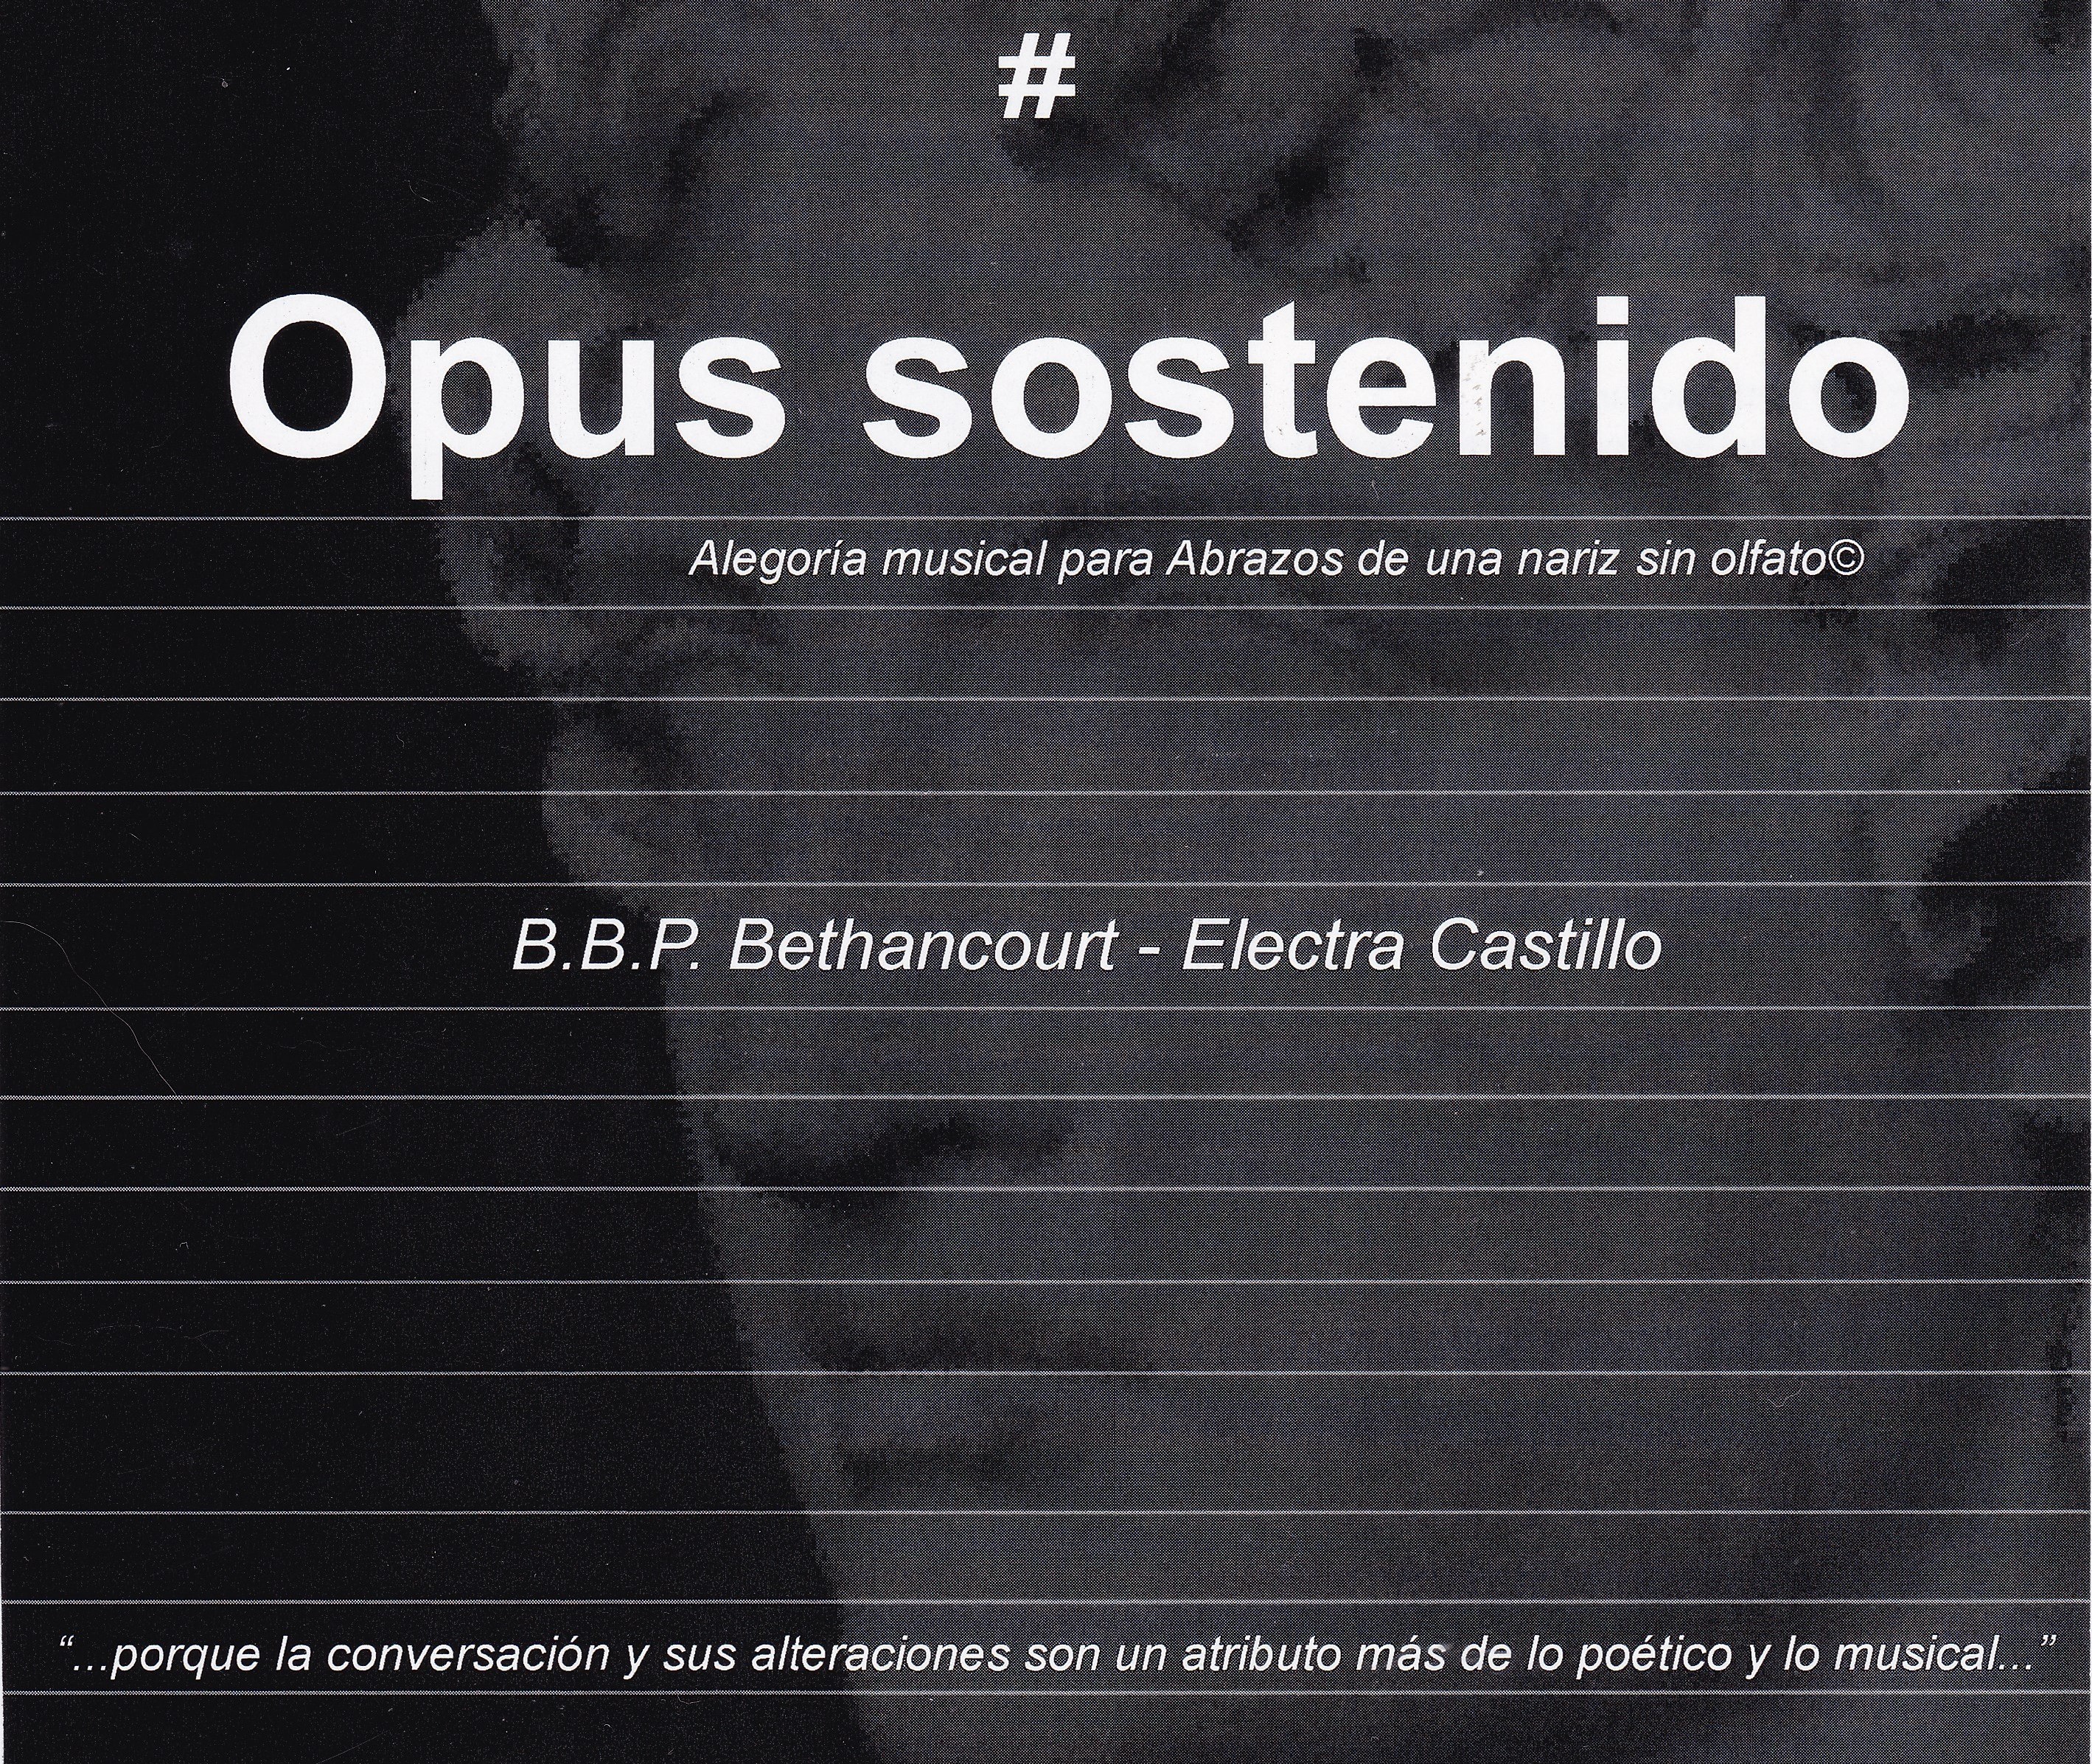 #
Opus sostenido
Alegoría musical para Abrazos de una nariz sin olfato©
B.B.P. Bethancourt - Electra Castillo
“...porque la conversación y sus alteraciones son un atributo más de lo poético y lo musical...”